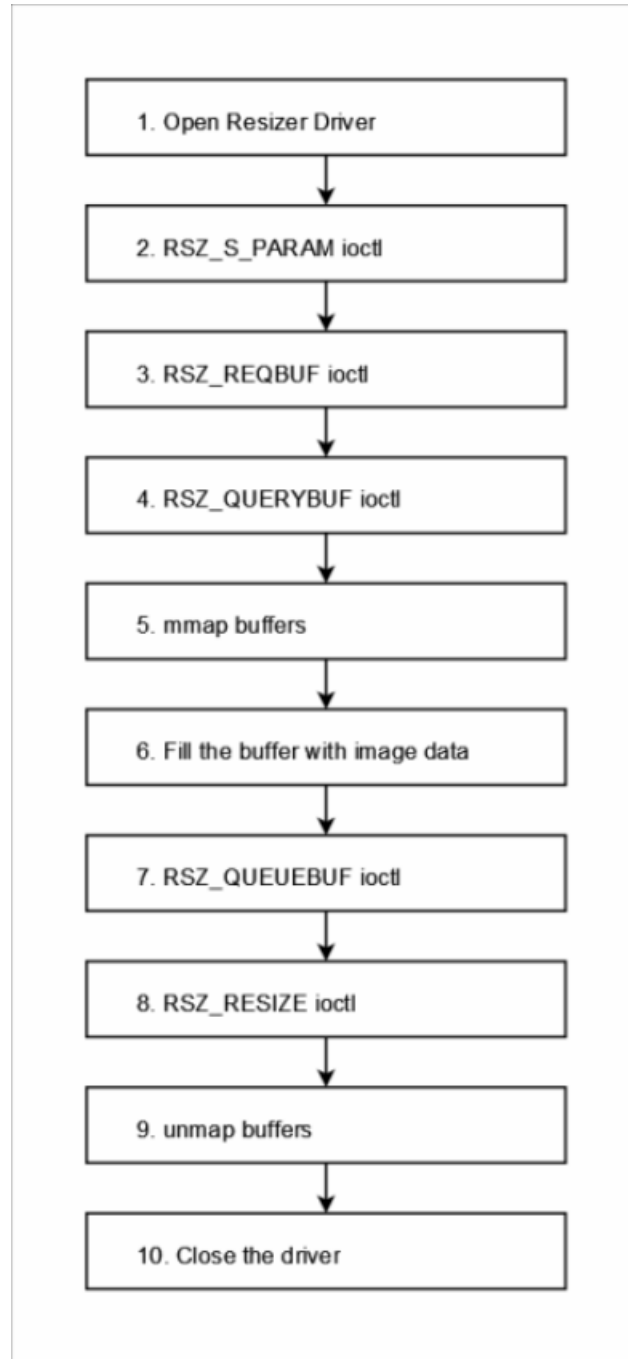 1. Open Resizer Driver
2. RSZ_S_PARAM ioctl
3. RSZ_REQBUF ioctl
4. RSZ_QUERYBUF ioctl
5. mmap buffers
6. Fill the buffer with image data
7. RSZ_QUEUEBUF ioctl
8. RSZ_RESIZE ioctl
9. unmap buffers
10. Close the driver